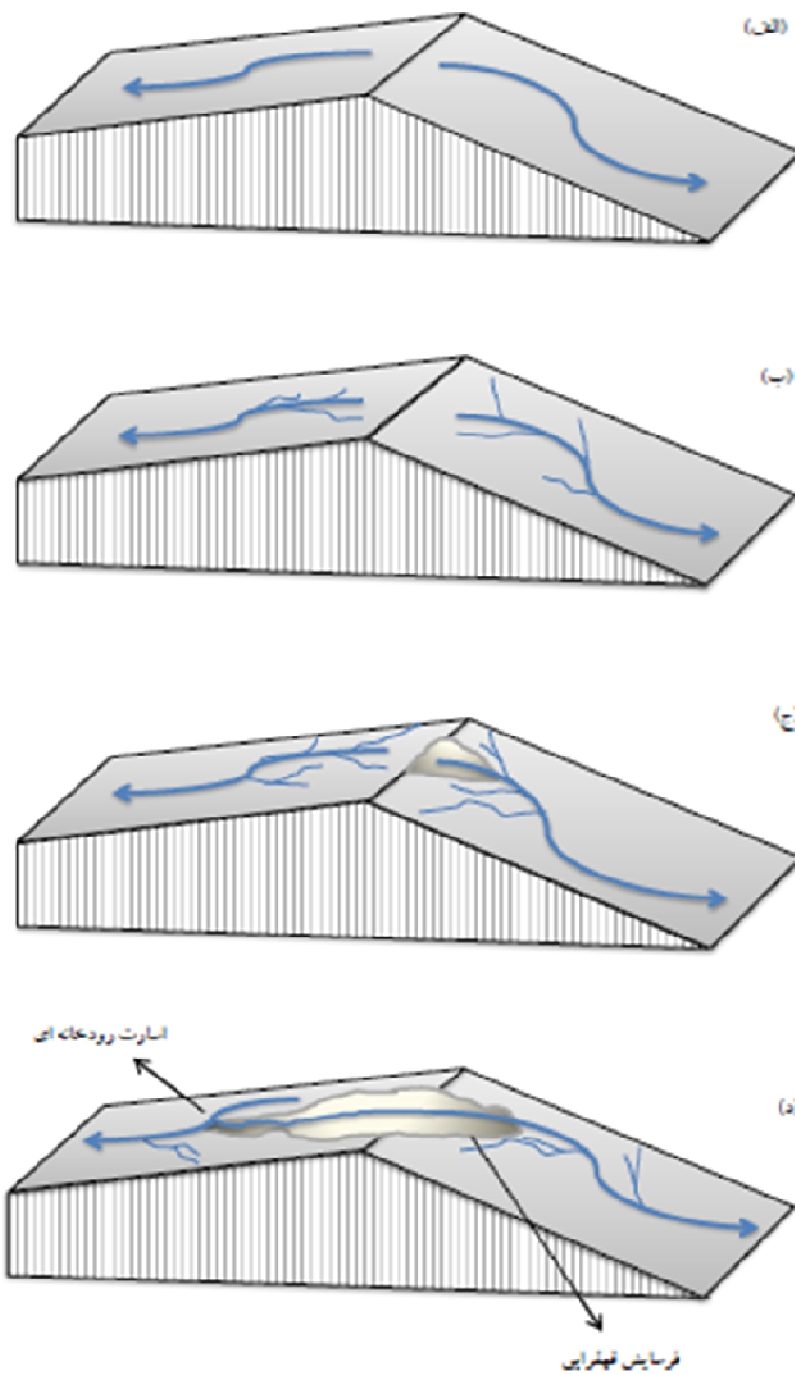 (الف)
(ب)
(ج)
(د)
اسارت رودخانه ای
فرسایش قهقرایی